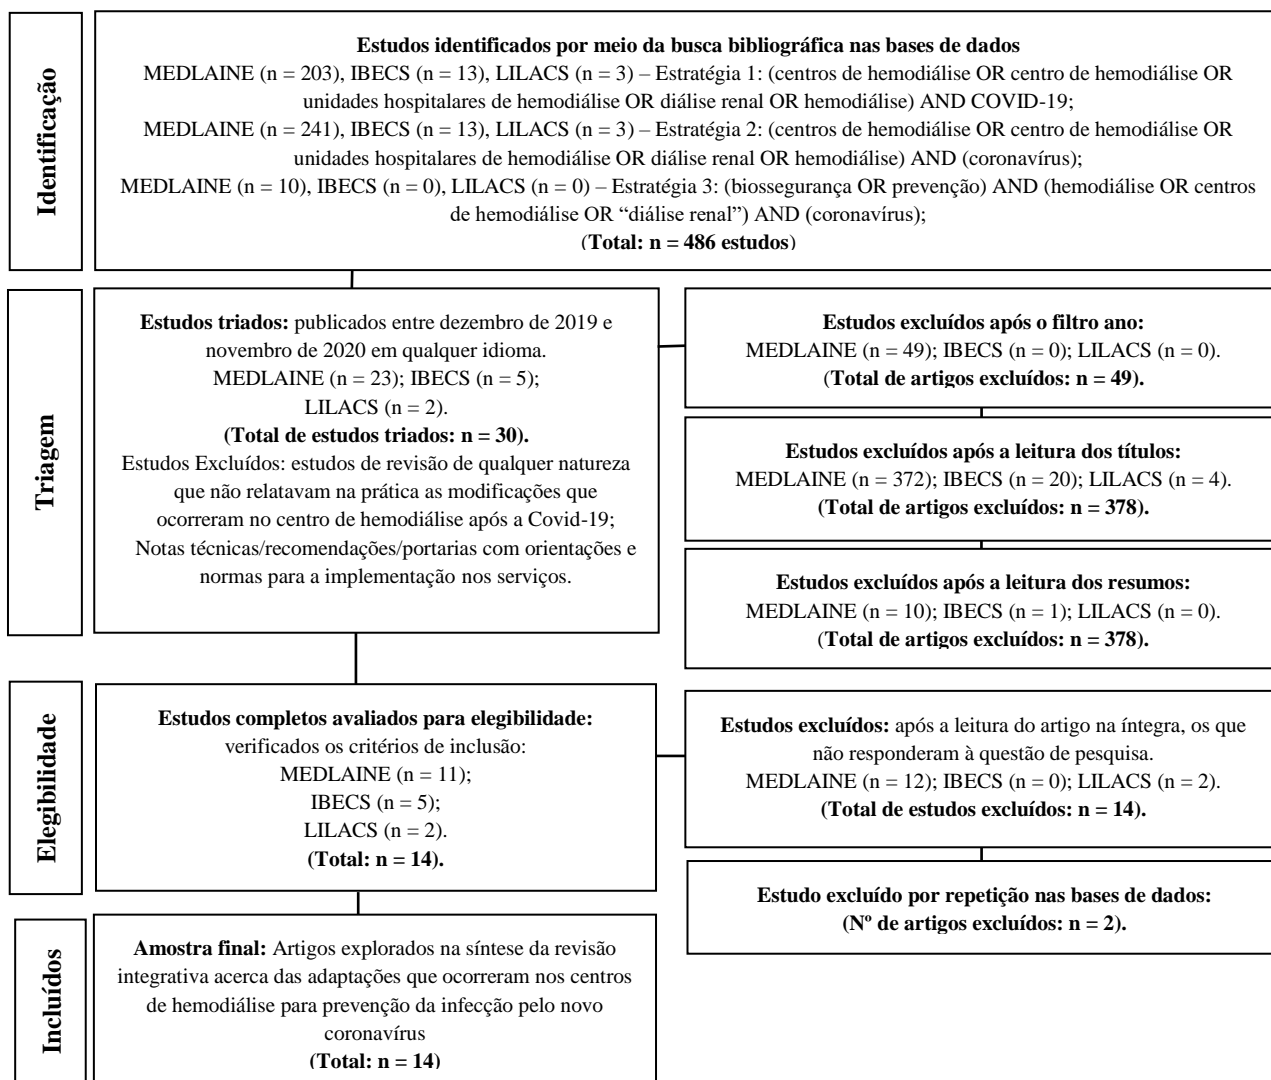 Identificação
Estudos identificados por meio da busca bibliográfica nas bases de dados
MEDLAINE (n = 203), IBECS (n = 13), LILACS (n = 3) – Estratégia 1: (centros de hemodiálise OR centro de hemodiálise OR
unidades hospitalares de hemodiálise OR diálise renal OR hemodiálise) AND COVID-19;
MEDLAINE (n = 241), IBECS (n = 13), LILACS (n = 3) – Estratégia 2: (centros de hemodiálise OR centro de hemodiálise OR
unidades hospitalares de hemodiálise OR diálise renal OR hemodiálise) AND (coronavírus);
MEDLAINE (n = 10), IBECS (n = 0), LILACS (n = 0) – Estratégia 3: (biossegurança OR prevenção) AND (hemodiálise OR centros
de hemodiálise OR “diálise renal”) AND (coronavírus);
(Total: n = 486 estudos)
Triagem
Estudos triados: publicados entre dezembro de 2019 e
novembro de 2020 em qualquer idioma.
MEDLAINE (n = 23); IBECS (n = 5);
LILACS (n = 2).
(Total de estudos triados: n = 30).
Estudos Excluídos: estudos de revisão de qualquer natureza
que não relatavam na prática as modificações que
ocorreram no centro de hemodiálise após a Covid-19;
Notas técnicas/recomendações/portarias com orientações e
normas para a implementação nos serviços.
Estudos excluídos após o filtro ano:
MEDLAINE (n = 49); IBECS (n = 0); LILACS (n = 0).
(Total de artigos excluídos: n = 49).
Estudos excluídos após a leitura dos títulos:
MEDLAINE (n = 372); IBECS (n = 20); LILACS (n = 4).
(Total de artigos excluídos: n = 378).
Estudos excluídos após a leitura dos resumos:
MEDLAINE (n = 10); IBECS (n = 1); LILACS (n = 0).
(Total de artigos excluídos: n = 378).
Elegibilidade
Estudos completos avaliados para elegibilidade:
verificados os critérios de inclusão:
MEDLAINE (n = 11);
IBECS (n = 5);
LILACS (n = 2).
(Total: n = 14).
Estudos excluídos: após a leitura do artigo na íntegra, os que
não responderam à questão de pesquisa.
MEDLAINE (n = 12); IBECS (n = 0); LILACS (n = 2).
(Total de estudos excluídos: n = 14).
Estudo excluído por repetição nas bases de dados:
(Nº de artigos excluídos: n = 2).
Incluídos
Amostra final: Artigos explorados na síntese da revisão
integrativa acerca das adaptações que ocorreram nos centros
de hemodiálise para prevenção da infecção pelo novo
coronavírus
(Total: n = 14)